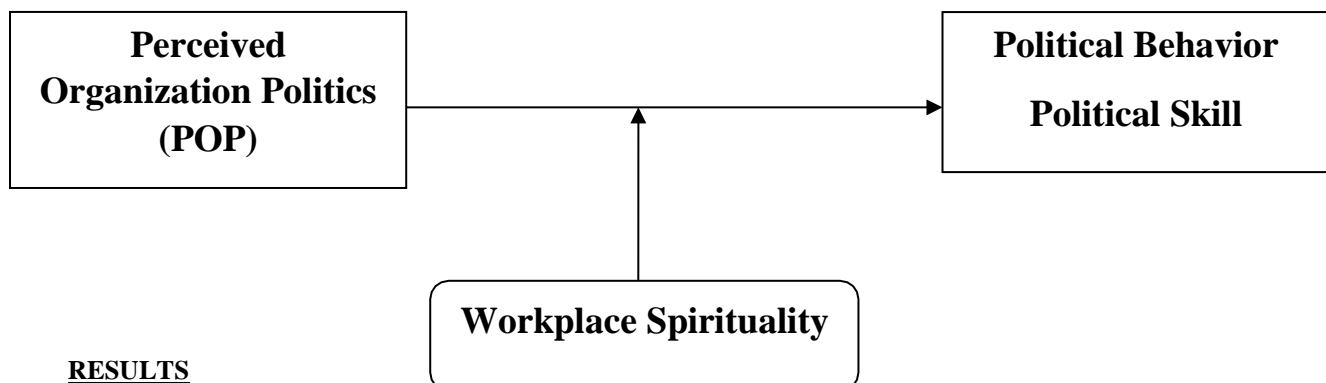 Perceived
Organization Politics
(POP)
Political Behavior
Political Skill
Workplace Spirituality
RESULTS